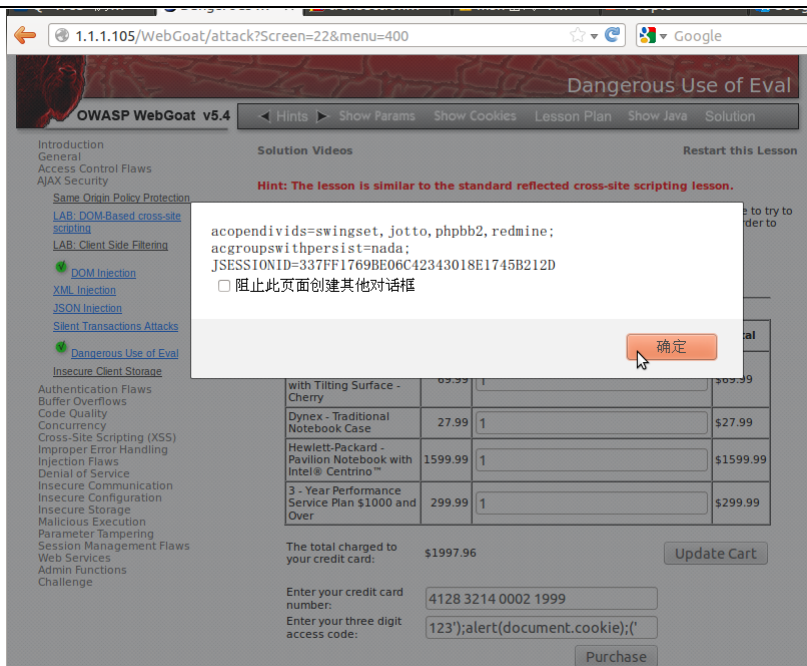 1.1.1.105/WebGoat/attack?Screen=22&menu=400
Google
Dangerous Use of Eval
OWASP WebGoat v5.4
Hints
Show Params
Show Cookies
Lesson Plan
Show Java
Solution
Introduction
General
Access Control Flaws
AJAX Security
Same Origin Policy Protection
LAB: DOM-Based cross-site
scripting
LAB: Client Side Filtering
DOM Injection
XML Injection
JSON Injection
Silent Transactions Attacks
Dangerous Use of Eval
Insecure Client Storage
Authentication Flaws
Buffer Overflows
Code Quality
Concurrency
Cross-Site Scripting (XSS)
Improper Error Handling
Injection Flaws
Denial of Service
Insecure Communication
Insecure Configuration
Insecure Storage
Malicious Execution
Parameter Tampering
Session Management Flaws
Web Services
Admin Functions
Challenge
Solution Videos
Restart this Lesson
Hint: The lesson is similar to the standard reflected cross-site scripting lesson.
e to try to
rder to
acopendivids=swingset,jotto,phpbb2,redmine;
acgroupswithpersist=nada;
JSESSIONID=337FF1769BE06C42343018E1745B212D
阻止此页面创建其他对话框
确定
with Tilting Surface -
Cherry
69.99
1
$69.99
Dynex - Traditional
Notebook Case
27.99
1
$27.99
Hewlett-Packard -
Pavilion Notebook with
Intel® Centrino™
1599.99
1
$1599.99
3 - Year Performance
Service Plan $1000 and
Over
299.99
1
$299.99
The total charged to
your credit card:
$1997.96
Update Cart
Enter your credit card
number:
4128 3214 0002 1999
Enter your three digit
access code:
123');alert(document.cookie);('
Purchase